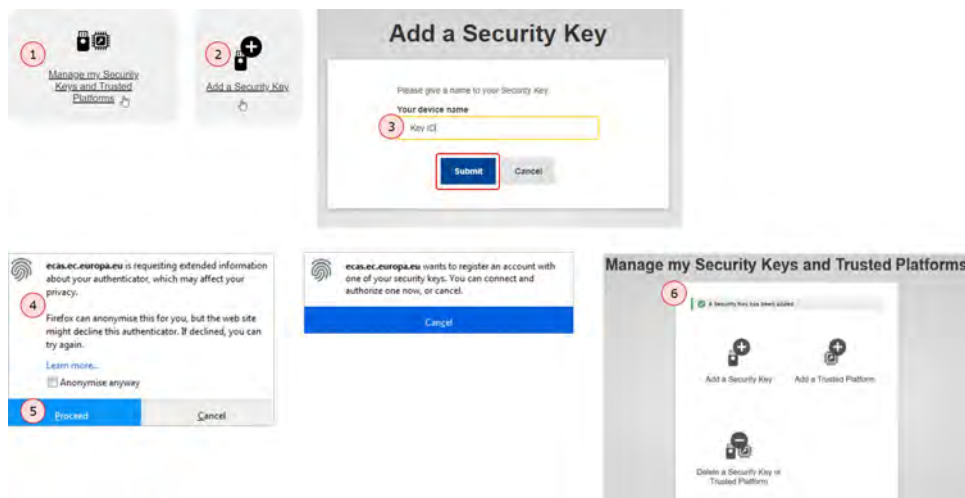 1
Manage my Security
Keys and Trusted
Platforms
2
Add a Security Key
Add a Security Key
Please give a name to your Security Key.
Your device name
3
Key ID
Submit
Cancel
4
ecas.ec.europa.eu is requesting extended information
about your authenticator, which may affect your
privacy.
Firefox can anonymise this for you, but the web site
might decline this authenticator. If declined, you can
try again.
Learn more...
Anonymise anyway
5
Proceed
Cancel
ecas.ec.europa.eu wants to register an account with
one of your security keys. You can connect and
authorize one now, or cancel.
Cancel
Manage my Security Keys and Trusted Platforms
6
A Security Key has been added
Add a Security Key
Add a Trusted Platform
Delete a Security Key or
Trusted Platform